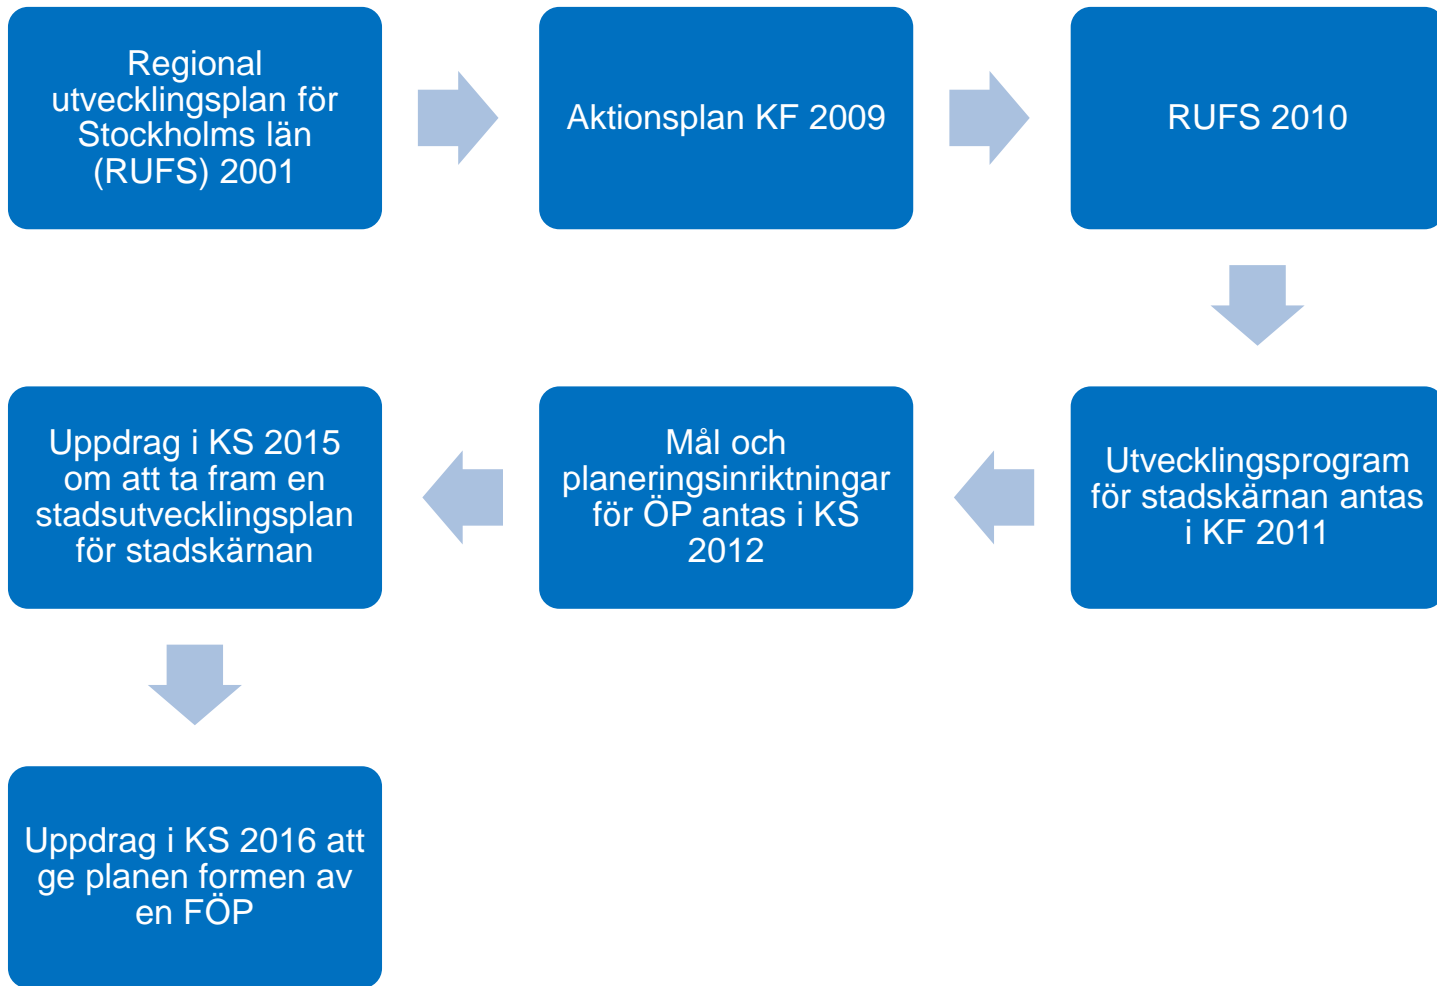 Regional
utvecklingsplan för
Stockholms län
(RUFS) 2001
Aktionsplan KF 2009
RUFS 2010
Utvecklingsprogram
för stadskärnan antas
i KF 2011
Mål och
planeringsinriktningar
för ÖP antas i KS
2012
Uppdrag i KS 2015
om att ta fram en
stadsutvecklingsplan
för stadskärnan
Uppdrag i KS 2016 att
ge planen formen av
en FÖP